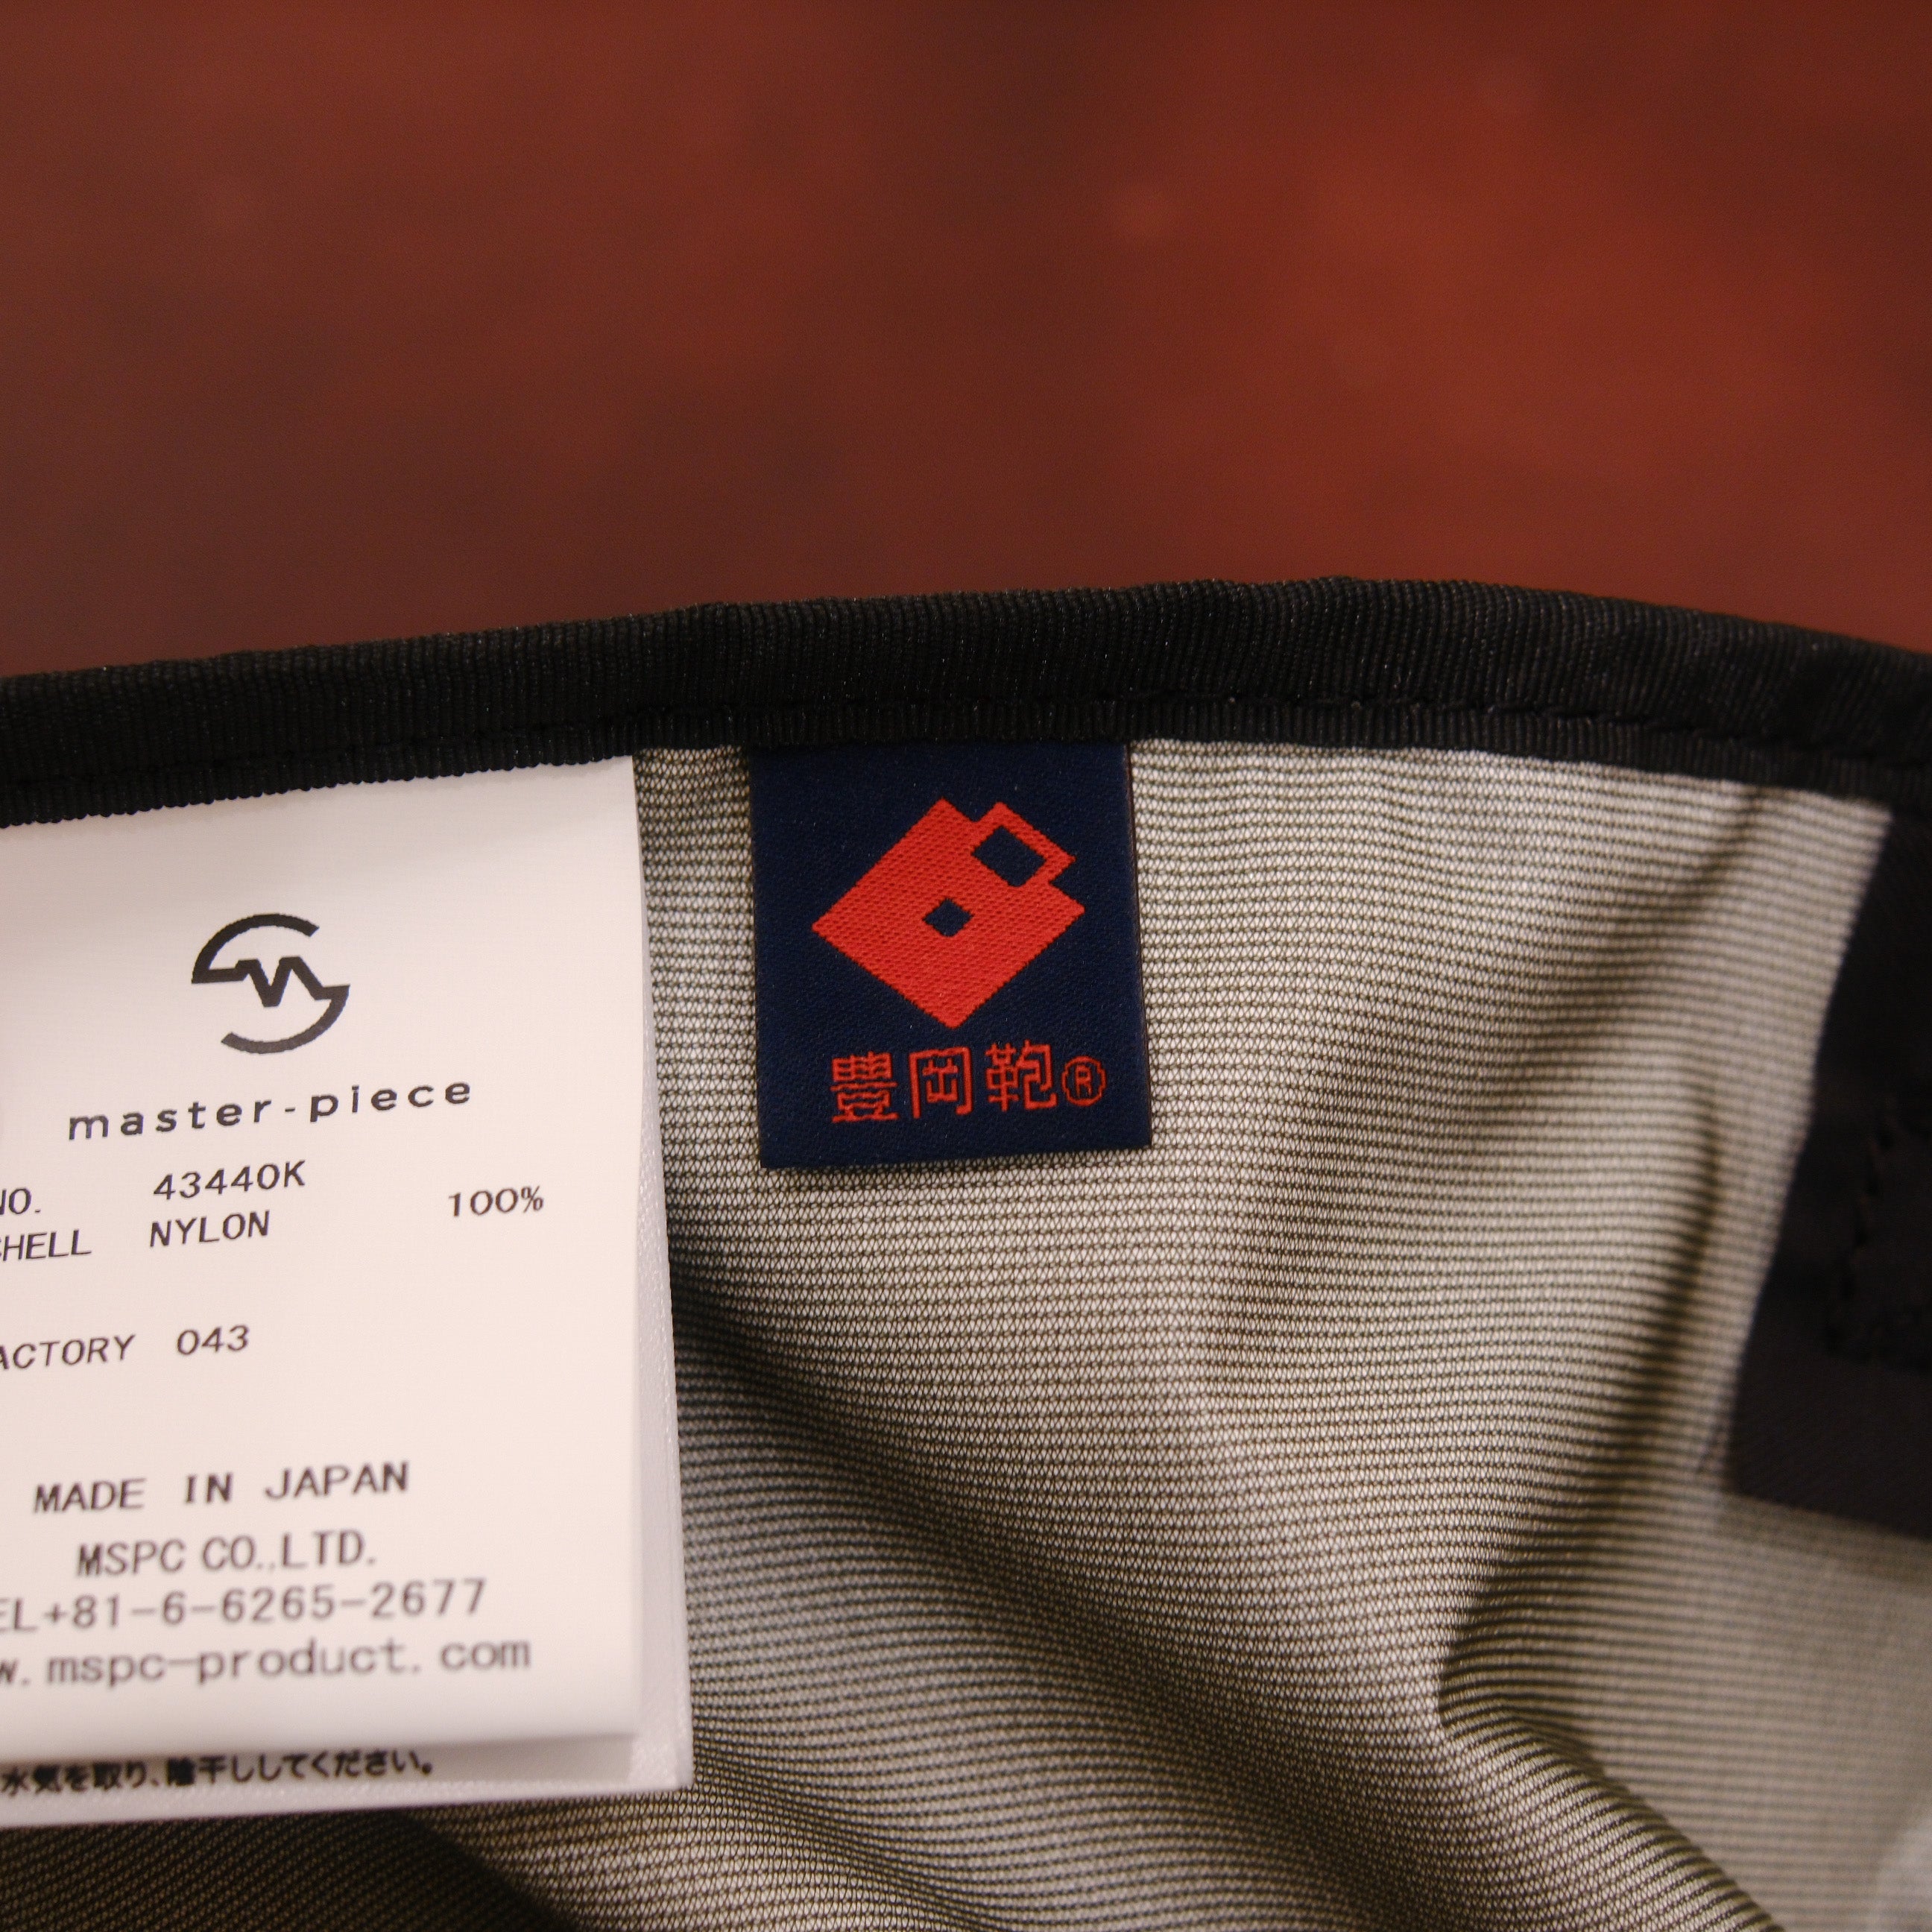 master-piece
NO. 43440K
SHELL NYLON 100%
FACTORY 043
MADE IN JAPAN
MSPC CO.,LTD.
TEL+81-6-6265-2677
w.mspc-product.com
水気を取り、陰干ししてください。
豊岡鞄®